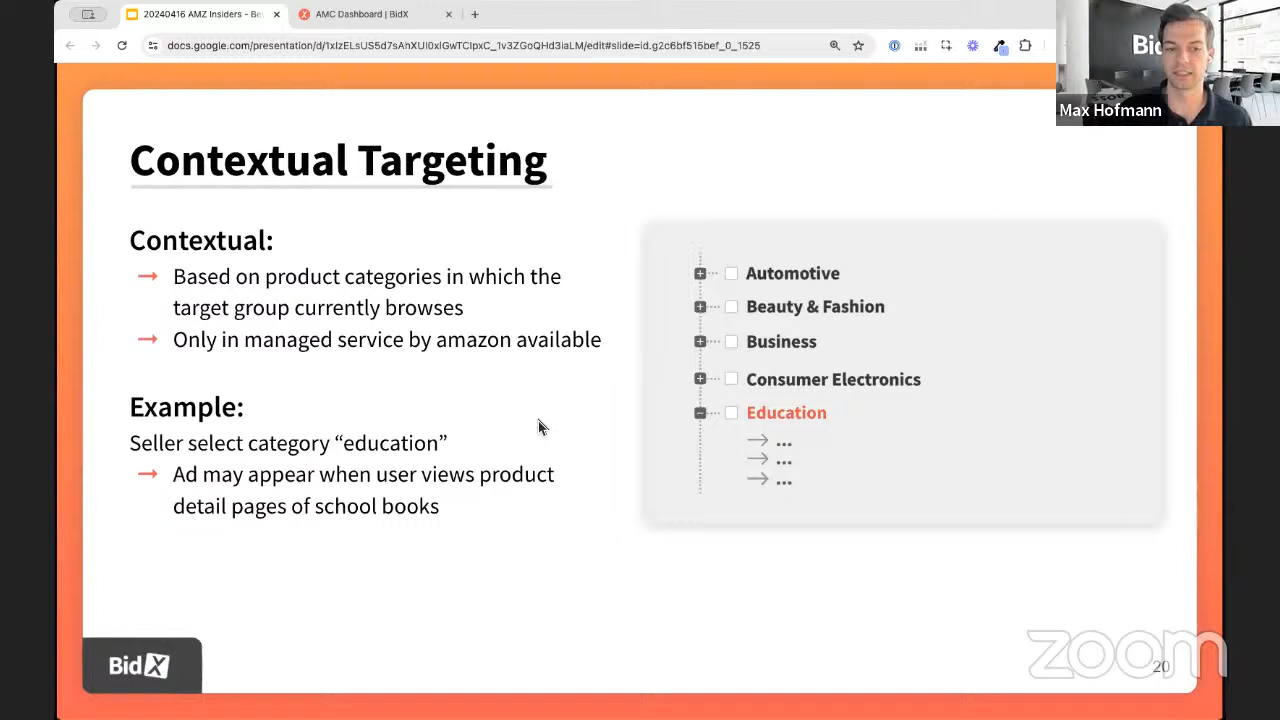 20240416 AMZ Insiders - Be
AMC Dashboard | BidX
docs.google.com/presentation/d/1xIzELsUS5d7sAhXUI0xIGwTCIpxC_1v3ZGoQHd3iaLM/edit#slide=id.g2c6bf515bef_0_1525
Bid
Max Hofmann
Contextual Targeting
Contextual:
→ Based on product categories in which the
target group currently browses
→ Only in managed service by amazon available
Example:
Seller select category “education”
→ Ad may appear when user views product
detail pages of school books
Automotive
Beauty & Fashion
Business
Consumer Electronics
Education
→ ...
→ ...
→ ...
BidX
zoom
20